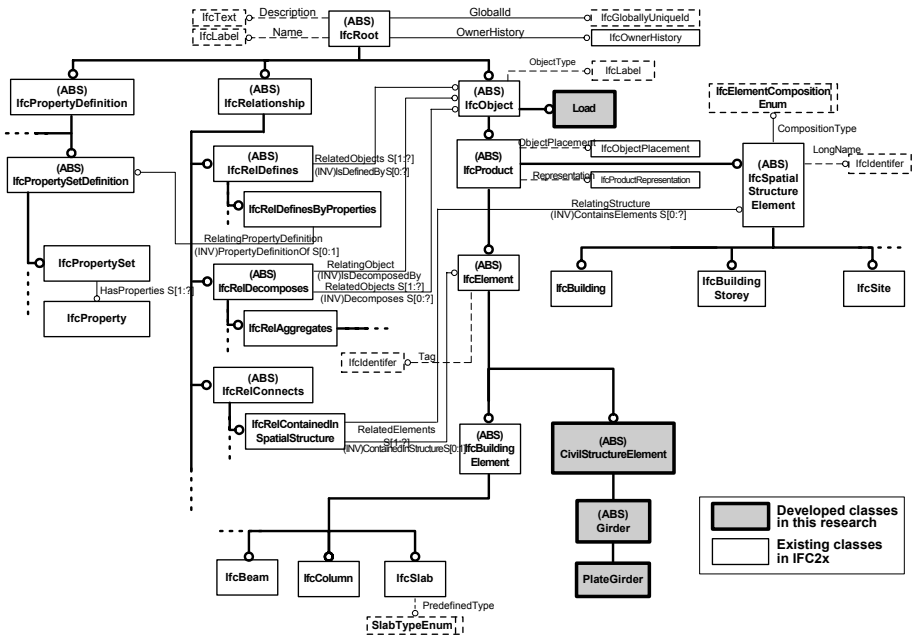 IfcText
Description
(ABS)
IfcRoot
GlobalId
IfcGloballyUniqueId
IfcLabel
Name
OwnerHistory
IfcOwnerHistory
(ABS)
IfcPropertyDefinition
(ABS)
IfcRelationship
(ABS)
IfcObject
ObjectType
IfcLabel
Load
IfcElementComposition
Enum
CompositionType
(ABS)
IfcPropertySetDefinition
(ABS)
IfcRelDefines
RelatedObjects S[1:?]
(INV)IsDefinedBy S[0:?]
(ABS)
IfcProduct
ObjectPlacement
IfcObjectPlacement
Representation
IfcProductRepresentation
(ABS)
IfcSpatial
Structure
Element
LongName
IfcIdentifer
IfcRelDefinesByProperties
RelatingStructure
(INV)ContainsElements S[0:?]
RelatingPropertyDefinition
(INV)PropertyDefinitionOf S[0:1]
IfcPropertySet
HasProperties S[1:?]
IfcProperty
(ABS)
IfcRelDecomposes
RelatingObject
(INV)IsDecomposedBy
RelatedObjects S[1:?]
(INV)Decomposes S[0:?]
(ABS)
IfcElement
IfcBuilding
IfcBuilding
Storey
IfcSite
IfcRelAggregates
IfcIdentifer
Tag
(ABS)
IfcRelConnects
IfcRelContainedIn
SpatialStructure
RelatedElements
S[1:?]
(INV)ContainedInStructureS[0:1]
(ABS)
IfcBuilding
Element
(ABS)
CivilStructureElement
(ABS)
Girder
PlateGirder
Developed classes
in this research
Existing classes
in IFC2x
IfcBeam
IfcColumn
IfcSlab
PredefinedType
SlabTypeEnum